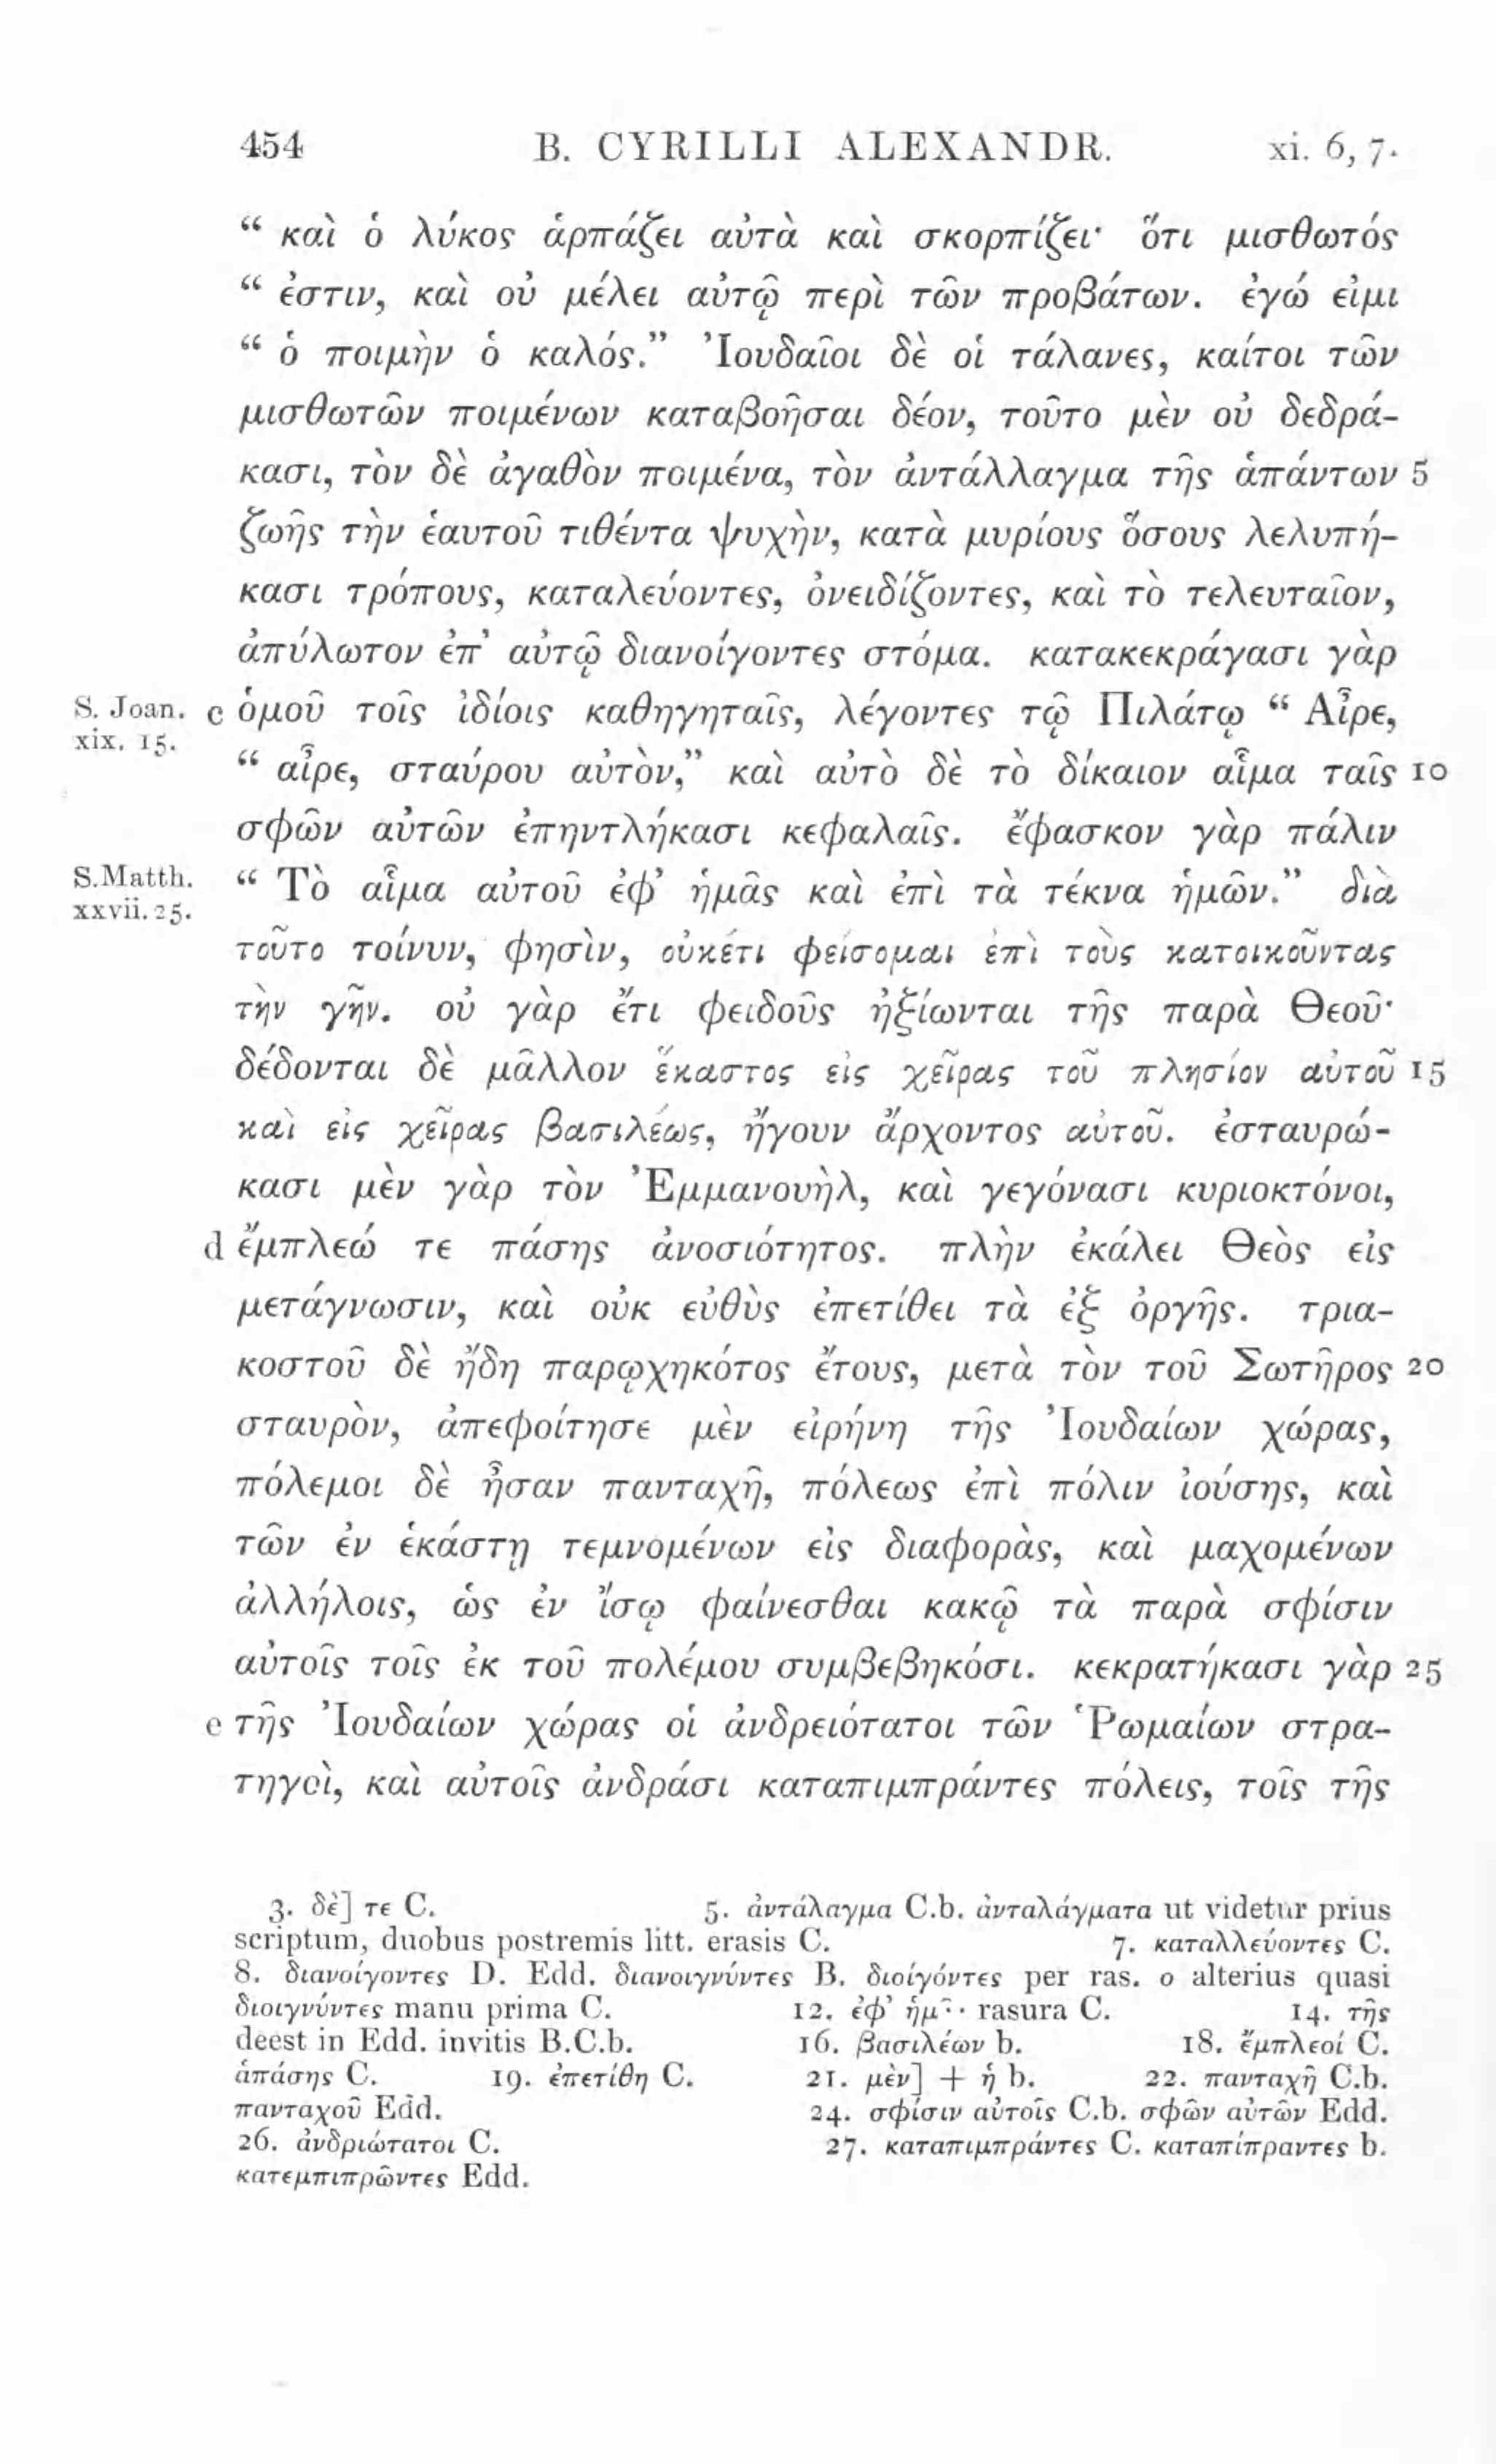 454 B. CYRILLI ALEXANDR. xi. 6, 7.
“ καὶ ὁ λύκος ἁρπάζει αὐτὰ καὶ σκορπίζει· ὅτι μισθωτός
“ ἐστιν, καὶ οὐ μέλει αὐτῷ περὶ τῶν προβάτων. ἐγώ εἰμι
“ ὁ ποιμὴν ὁ καλός.” Ἰουδαῖοι δὲ οἱ τάλανες, καίτοι τῶν
μισθωτῶν ποιμένων καταβοῆσαι δέον, τοῦτο μὲν οὐ δεδρά-
κασι, τὸν δὲ ἀγαθὸν ποιμένα, τὸν ἀντάλλαγμα τῆς ἁπάντων 5
ζωῆς τὴν ἑαυτοῦ τιθέντα ψυχὴν, κατὰ μυρίους ὅσους λελυπή-
κασι τρόπους, καταλεύοντες, ὀνειδίζοντες, καὶ τὸ τελευταῖον,
ἀπύλωτον ἐπ’ αὐτῷ διανοίγοντες στόμα. κατακεκράγασι γὰρ
S. Joan. c ὁμοῦ τοῖς ἰδίοις καθηγηταῖς, λέγοντες τῷ Πιλάτῳ “ Αἶρε,
xix. 15.
“ αἶρε, σταύρου αὐτὸν,” καὶ αὐτὸ δὲ τὸ δίκαιον αἷμα ταῖς 10
σφῶν αὐτῶν ἐπηντλήκασι κεφαλαῖς. ἔφασκον γὰρ πάλιν
S.Matth. “ Τὸ αἷμα αὐτοῦ ἐφ’ ἡμᾶς καὶ ἐπὶ τὰ τέκνα ἡμῶν.” διὰ
xxvii. 25.
τοῦτο τοίνυν, φησὶν, οὐκέτι φείσομαι ἐπὶ τοὺς κατοικοῦντας
τὴν γῆν. οὐ γὰρ ἔτι φειδοῦς ἠξίωνται τῆς παρὰ Θεοῦ·
δέδονται δὲ μᾶλλον ἕκαστος εἰς χεῖρας τοῦ πλησίον αὐτοῦ 15
καὶ εἰς χεῖρας βασιλέως, ἤγουν ἄρχοντος αὐτοῦ. ἐσταυρώ-
κασι μὲν γὰρ τὸν Ἐμμανουὴλ, καὶ γεγόνασι κυριοκτόνοι,
d ἔμπλεώ τε πάσης ἀνοσιότητος. πλὴν ἐκάλει Θεὸς εἰς
μετάγνωσιν, καὶ οὐκ εὐθὺς ἐπετίθει τὰ ἐξ ὀργῆς. τρια-
κοστοῦ δὲ ἤδη παρῳχηκότος ἔτους, μετὰ τὸν τοῦ Σωτῆρος 20
σταυρὸν, ἀπεφοίτησε μὲν εἰρήνη τῆς Ἰουδαίων χώρας,
πόλεμοι δὲ ἦσαν πανταχῆ, πόλεως ἐπὶ πόλιν ἰούσης, καὶ
τῶν ἐν ἑκάστῃ τεμνομένων εἰς διαφορὰς, καὶ μαχομένων
ἀλλήλοις, ὡς ἐν ἴσῳ φαίνεσθαι κακῷ τὰ παρὰ σφίσιν
αὐτοῖς τοῖς ἐκ τοῦ πολέμου συμβεβηκόσι. κεκρατήκασι γὰρ 25
e τῆς Ἰουδαίων χώρας οἱ ἀνδρειότατοι τῶν Ῥωμαίων στρα-
τηγοὶ, καὶ αὐτοῖς ἀνδράσι καταπιμπράντες πόλεις, τοῖς τῆς
3. δὲ] τε C. 5. ἀντάλαγμα C.b. ἀνταλάγματα ut videtur prius
scriptum, duobus postremis litt. erasis C. 7. καταλλεύοντες C.
8. διανοίγοντες D. Edd. διανοιγνύντες B. διοίγόντες per ras. ο alterius quasi
διοιγνύντες manu prima C. 12. ἐφ’ ἡμ῀·· rasura C. 14. τῆς
deest in Edd. invitis B.C.b. 16. βασιλέων b. 18. ἔμπλεοί C.
ἁπάσης C. 19. ἐπετίθη C. 21. μὲν] + ἡ b. 22. πανταχῆ C.b.
πανταχοῦ Edd. 24. σφίσιν αὐτοῖς C.b. σφῶν αὐτῶν Edd.
26. ἀνδριώτατοι C. 27. καταπιμπράντες C. καταπίπραντες b.
κατεμπιπρῶντες Edd.